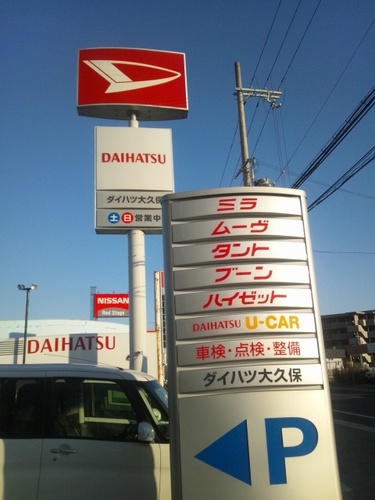 DAIHATSU
ダイハツ大久保
土日営業中
NISSAN
Red Stage
DAIHATSU
ミラ
ムーヴ
タント
ブーン
ハイゼット
DAIHATSU U-CAR
車検・点検・整備
ダイハツ大久保
P